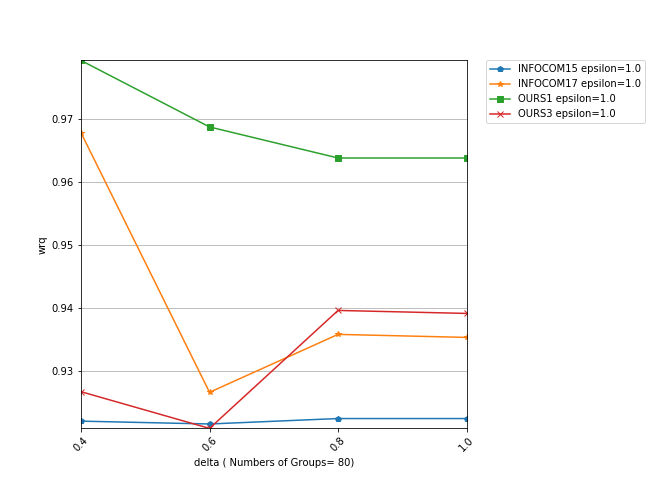 INFOCOM15 epsilon=1.0
INFOCOM17 epsilon=1.0
OURS1 epsilon=1.0
OURS3 epsilon=1.0
0.97
0.96
0.95
0.94
0.93
wrq
0.4
0.6
0.8
1.0
delta ( Numbers of Groups= 80)